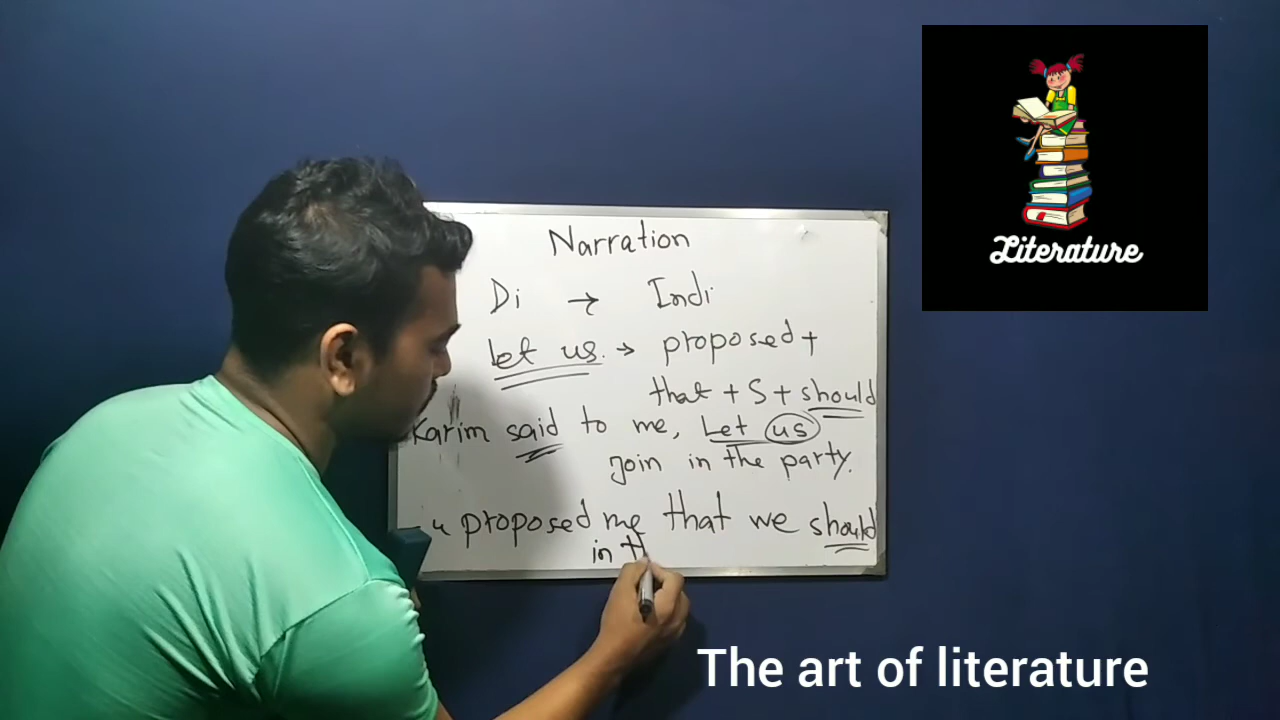 Narration
Di → Indi
Let us. → proposed +
that + S + should
Karim said to me, Let us
Join in the party.
" proposed me that we should
in th
Literature
The art of literature